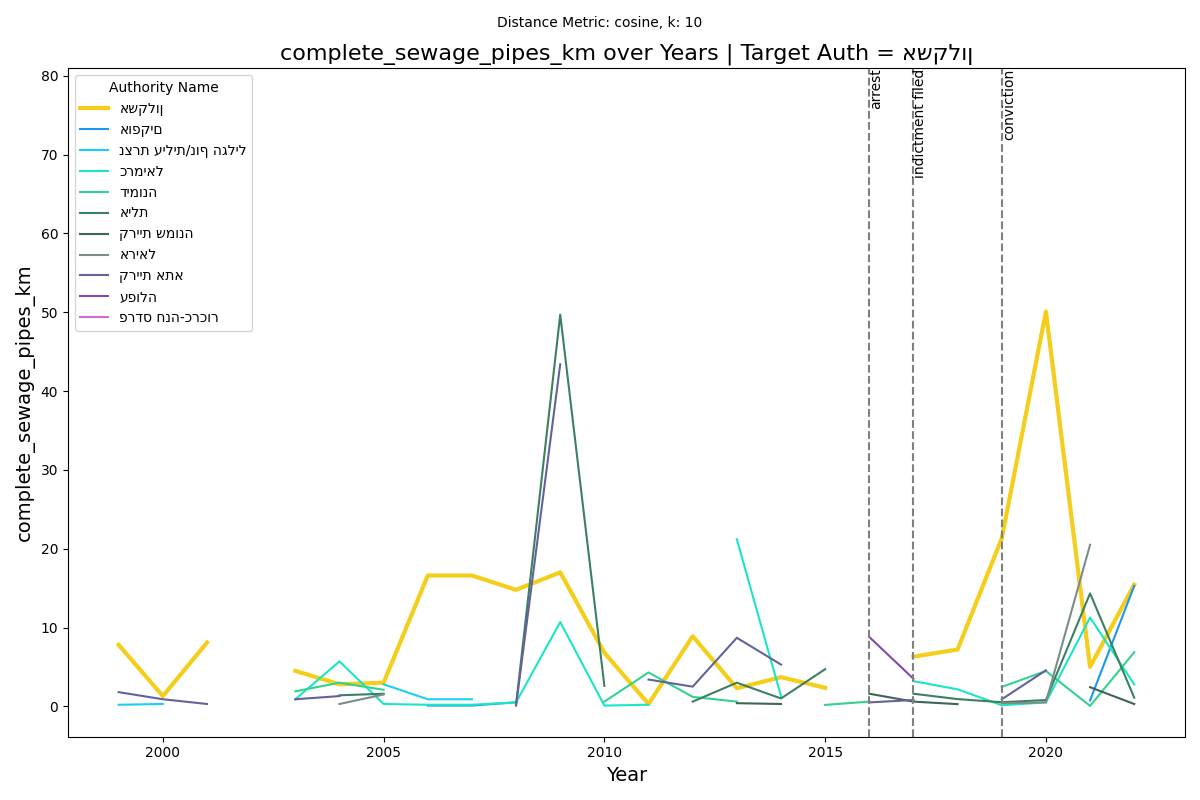 Distance Metric: cosine, k: 10
complete_sewage_pipes_km over Years | Target Auth = אשקלון
complete_sewage_pipes_km
80
70
60
50
40
30
20
10
0
Authority Name
אשקלון
אופקים
נצרת עילית/נוף הגליל
כרמיאל
דימונה
אילת
קריית שמונה
אריאל
קריית אתא
עפולה
פרדס חנה-כרכור
arrest
indictment filed
conviction
2000 2005 2010 2015 2020
Year